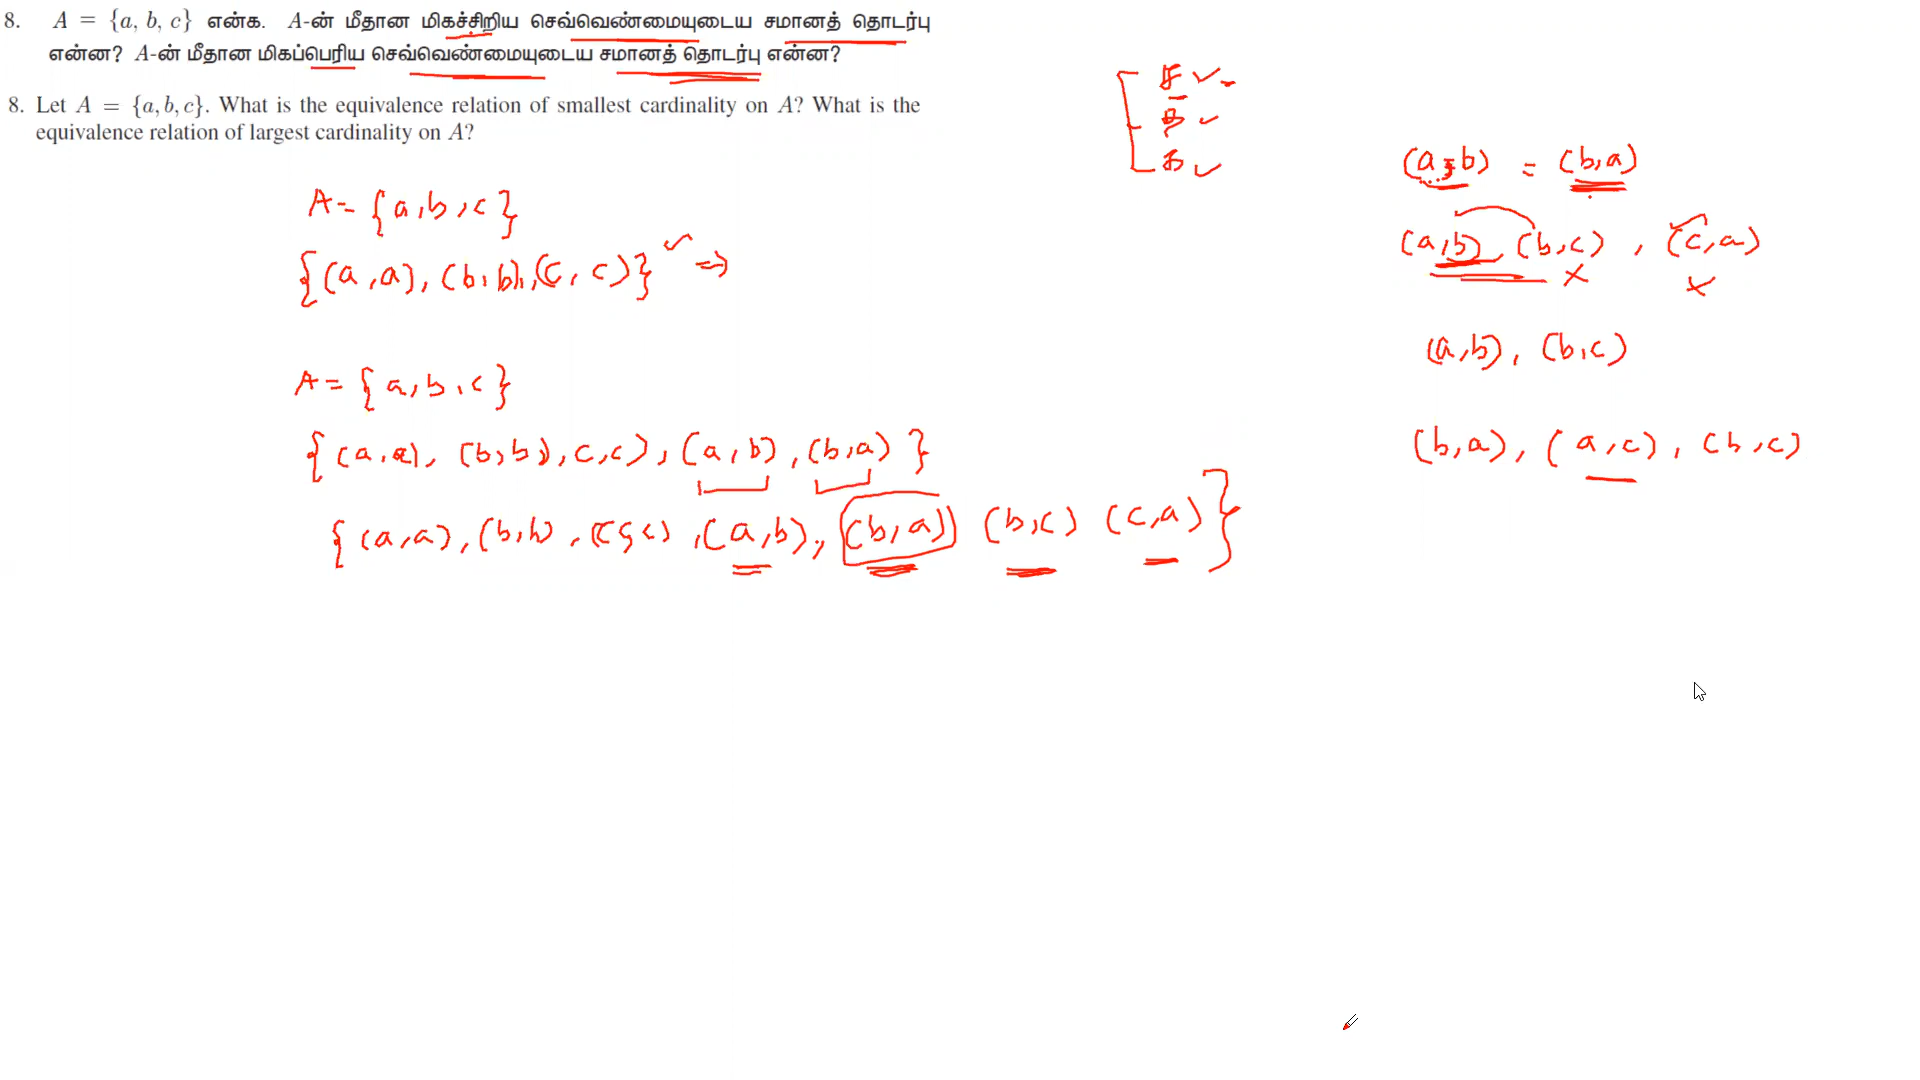 8. A = {a, b, c} என்க. A-ன் மீதான மிகச்சிறிய செவ்வெண்மையுடைய சமானத் தொடர்பு
என்ன? A-ன் மீதான மிகப்பெரிய செவ்வெண்மையுடைய சமானத் தொடர்பு என்ன?
8. Let A = {a, b, c}. What is the equivalence relation of smallest cardinality on A? What is the
equivalence relation of largest cardinality on A?
A = {a, b, c}
{(a, a), (b, b), (c, c)} ✓ ⇒
A = {a, b, c}
{(a, a), (b, b), c, c), (a, b), (b, a)}
{(a, a), (b, b), (c, c), (a, b), (b, a) (b, c) (c, a)}
(a, b) = (b, a)
(a, b), (b, c), (c, a)
(a, b), (b, c)
(b, a), (a, c), (b, c)